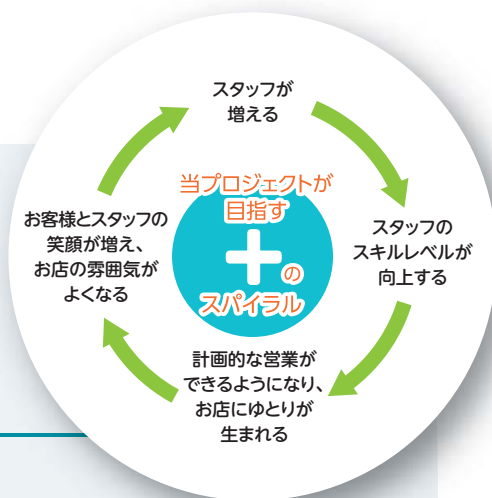 スタッフが
増える
スタッフの
スキルレベルが
向上する
計画的な営業が
できるようになり、
お店にゆとりが
生まれる
お客様とスタッフの
笑顔が増え、
お店の雰囲気が
よくなる
当プロジェクトが
目指す
+の
スパイラル